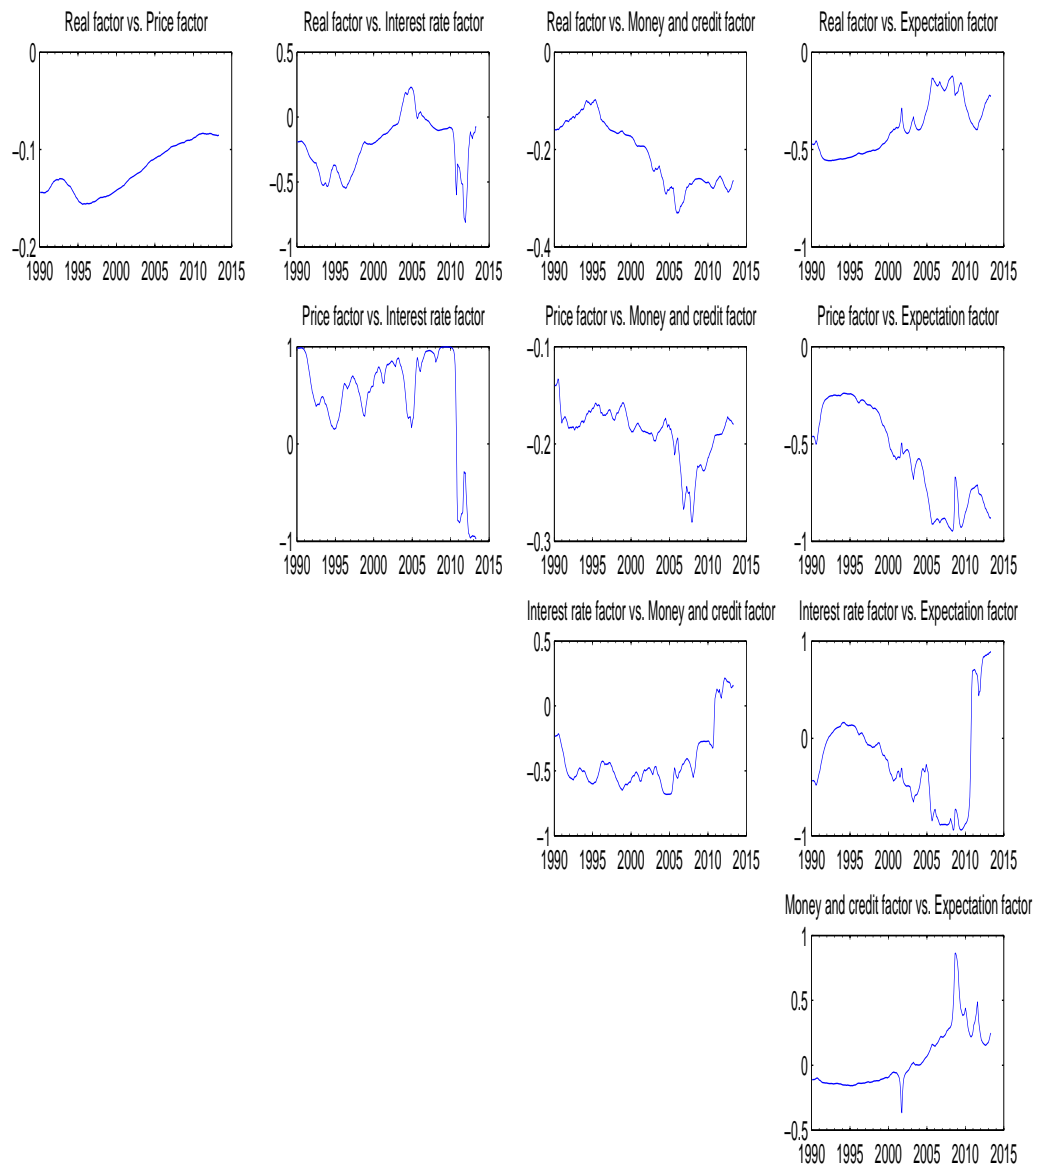 Real factor vs. Price factor
Real factor vs. Interest rate factor
Real factor vs. Money and credit factor
Real factor vs. Expectation factor
0
−0.1
−0.2
1990 1995 2000 2005 2010 2015
0.5
0
−0.5
−1
1990 1995 2000 2005 2010 2015
0
−0.2
−0.4
1990 1995 2000 2005 2010 2015
0
−0.5
−1
1990 1995 2000 2005 2010 2015
Price factor vs. Interest rate factor
Price factor vs. Money and credit factor
Price factor vs. Expectation factor
1
0
−1
1990 1995 2000 2005 2010 2015
−0.1
−0.2
−0.3
1990 1995 2000 2005 2010 2015
0
−0.5
−1
1990 1995 2000 2005 2010 2015
Interest rate factor vs. Money and credit factor
Interest rate factor vs. Expectation factor
0.5
0
−0.5
−1
1990 1995 2000 2005 2010 2015
1
0
−1
1990 1995 2000 2005 2010 2015
Money and credit factor vs. Expectation factor
1
0.5
0
−0.5
1990 1995 2000 2005 2010 2015